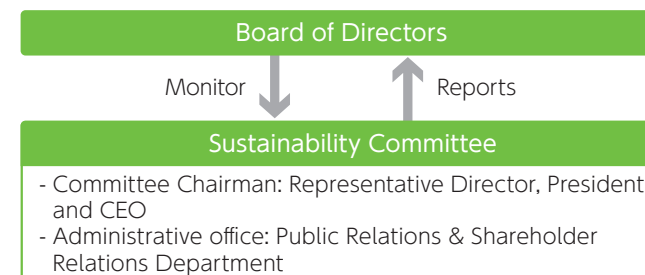 Board of Directors
Monitor
Reports
Sustainability Committee
- Committee Chairman: Representative Director, President
and CEO
- Administrative office: Public Relations & Shareholder
Relations Department